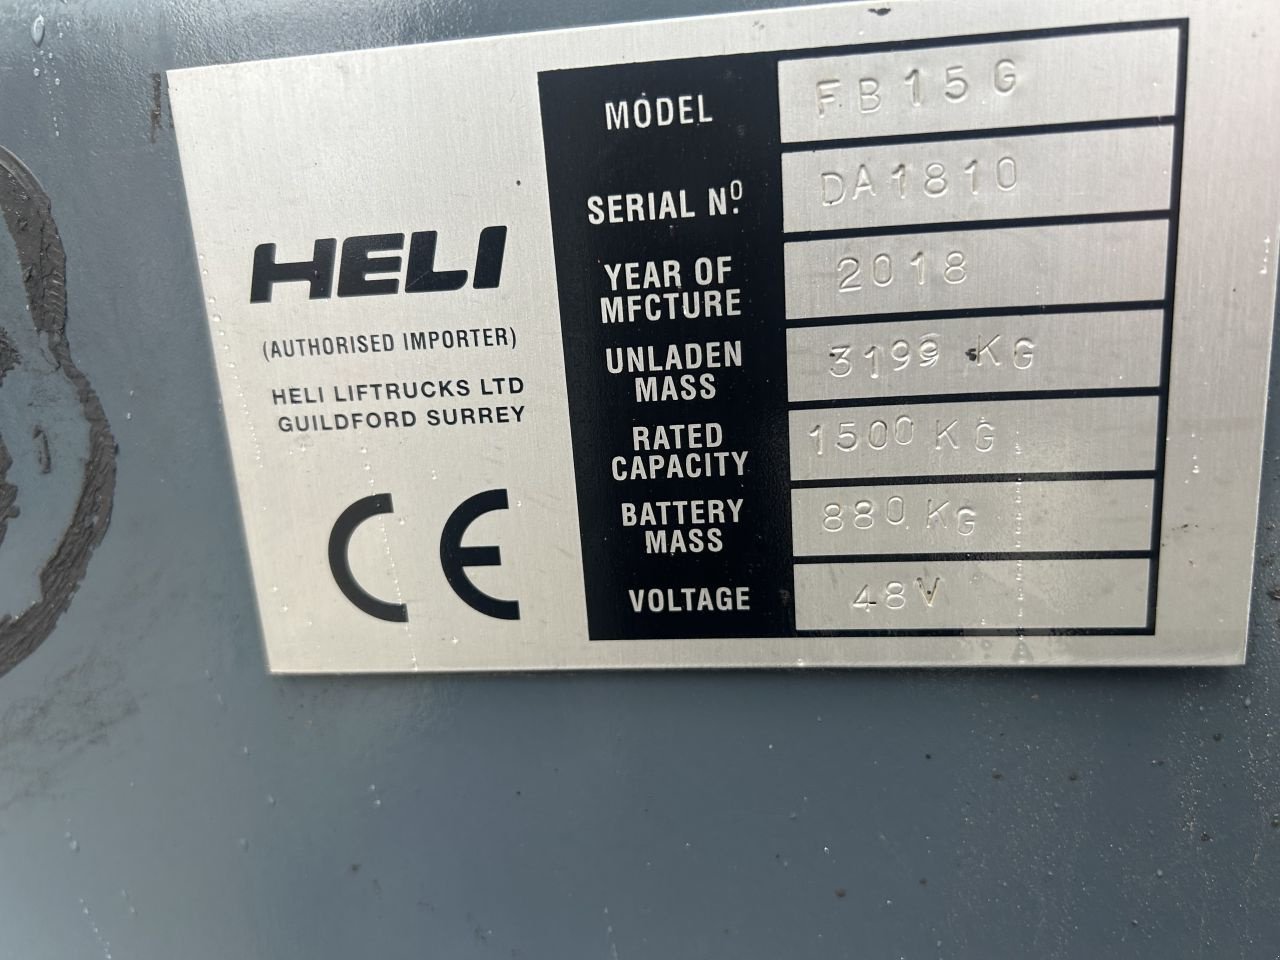 HELI
(AUTHORISED IMPORTER)
HELI LIFTRUCKS LTD
GUILDFORD SURREY
CE
MODEL FB15G
SERIAL Nº. DA1810
YEAR OF
MFCTURE 2018
UNLADEN
MASS 3199 KG
RATED
CAPACITY 1500 KG
BATTERY
MASS 880 KG
VOLTAGE 48V